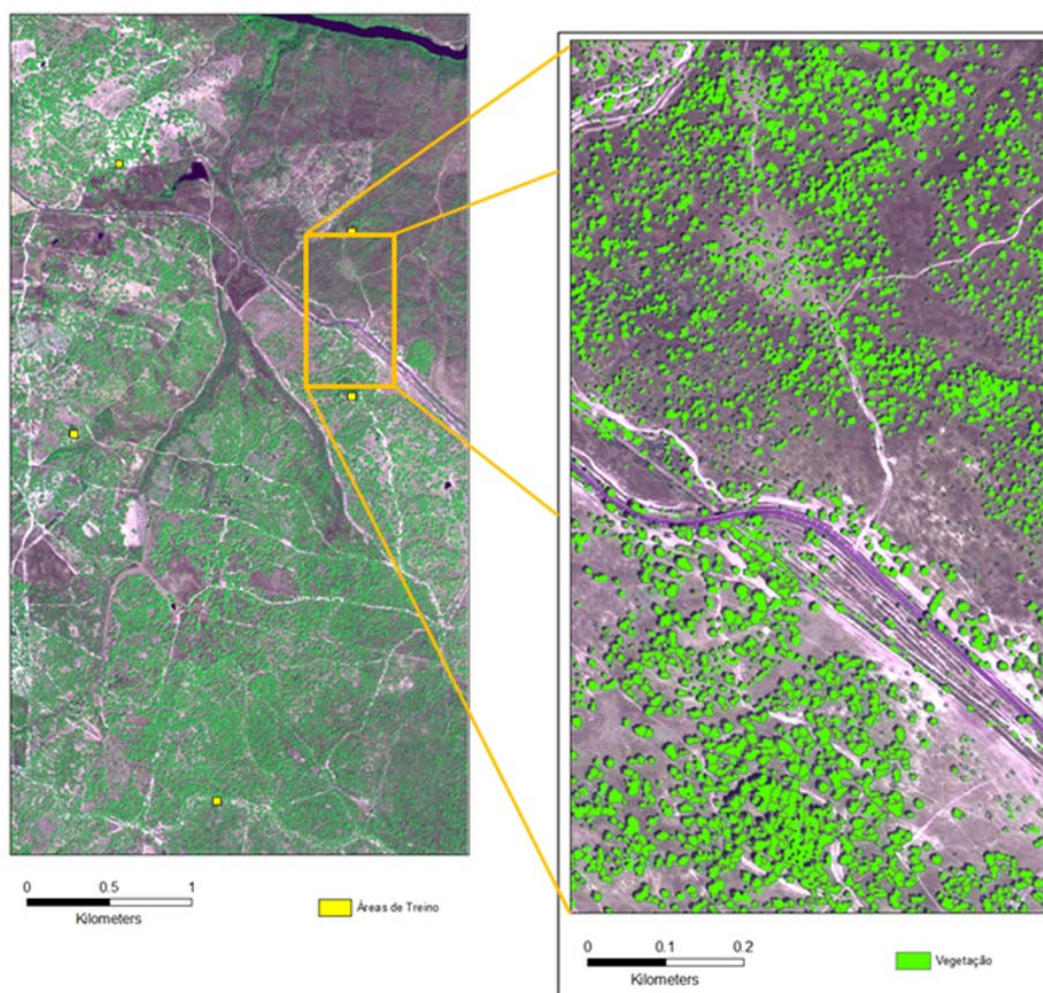 0 0.5 1
Kilometers
Áreas de Treino
0 0.1 0.2
Kilometers
Vegetação